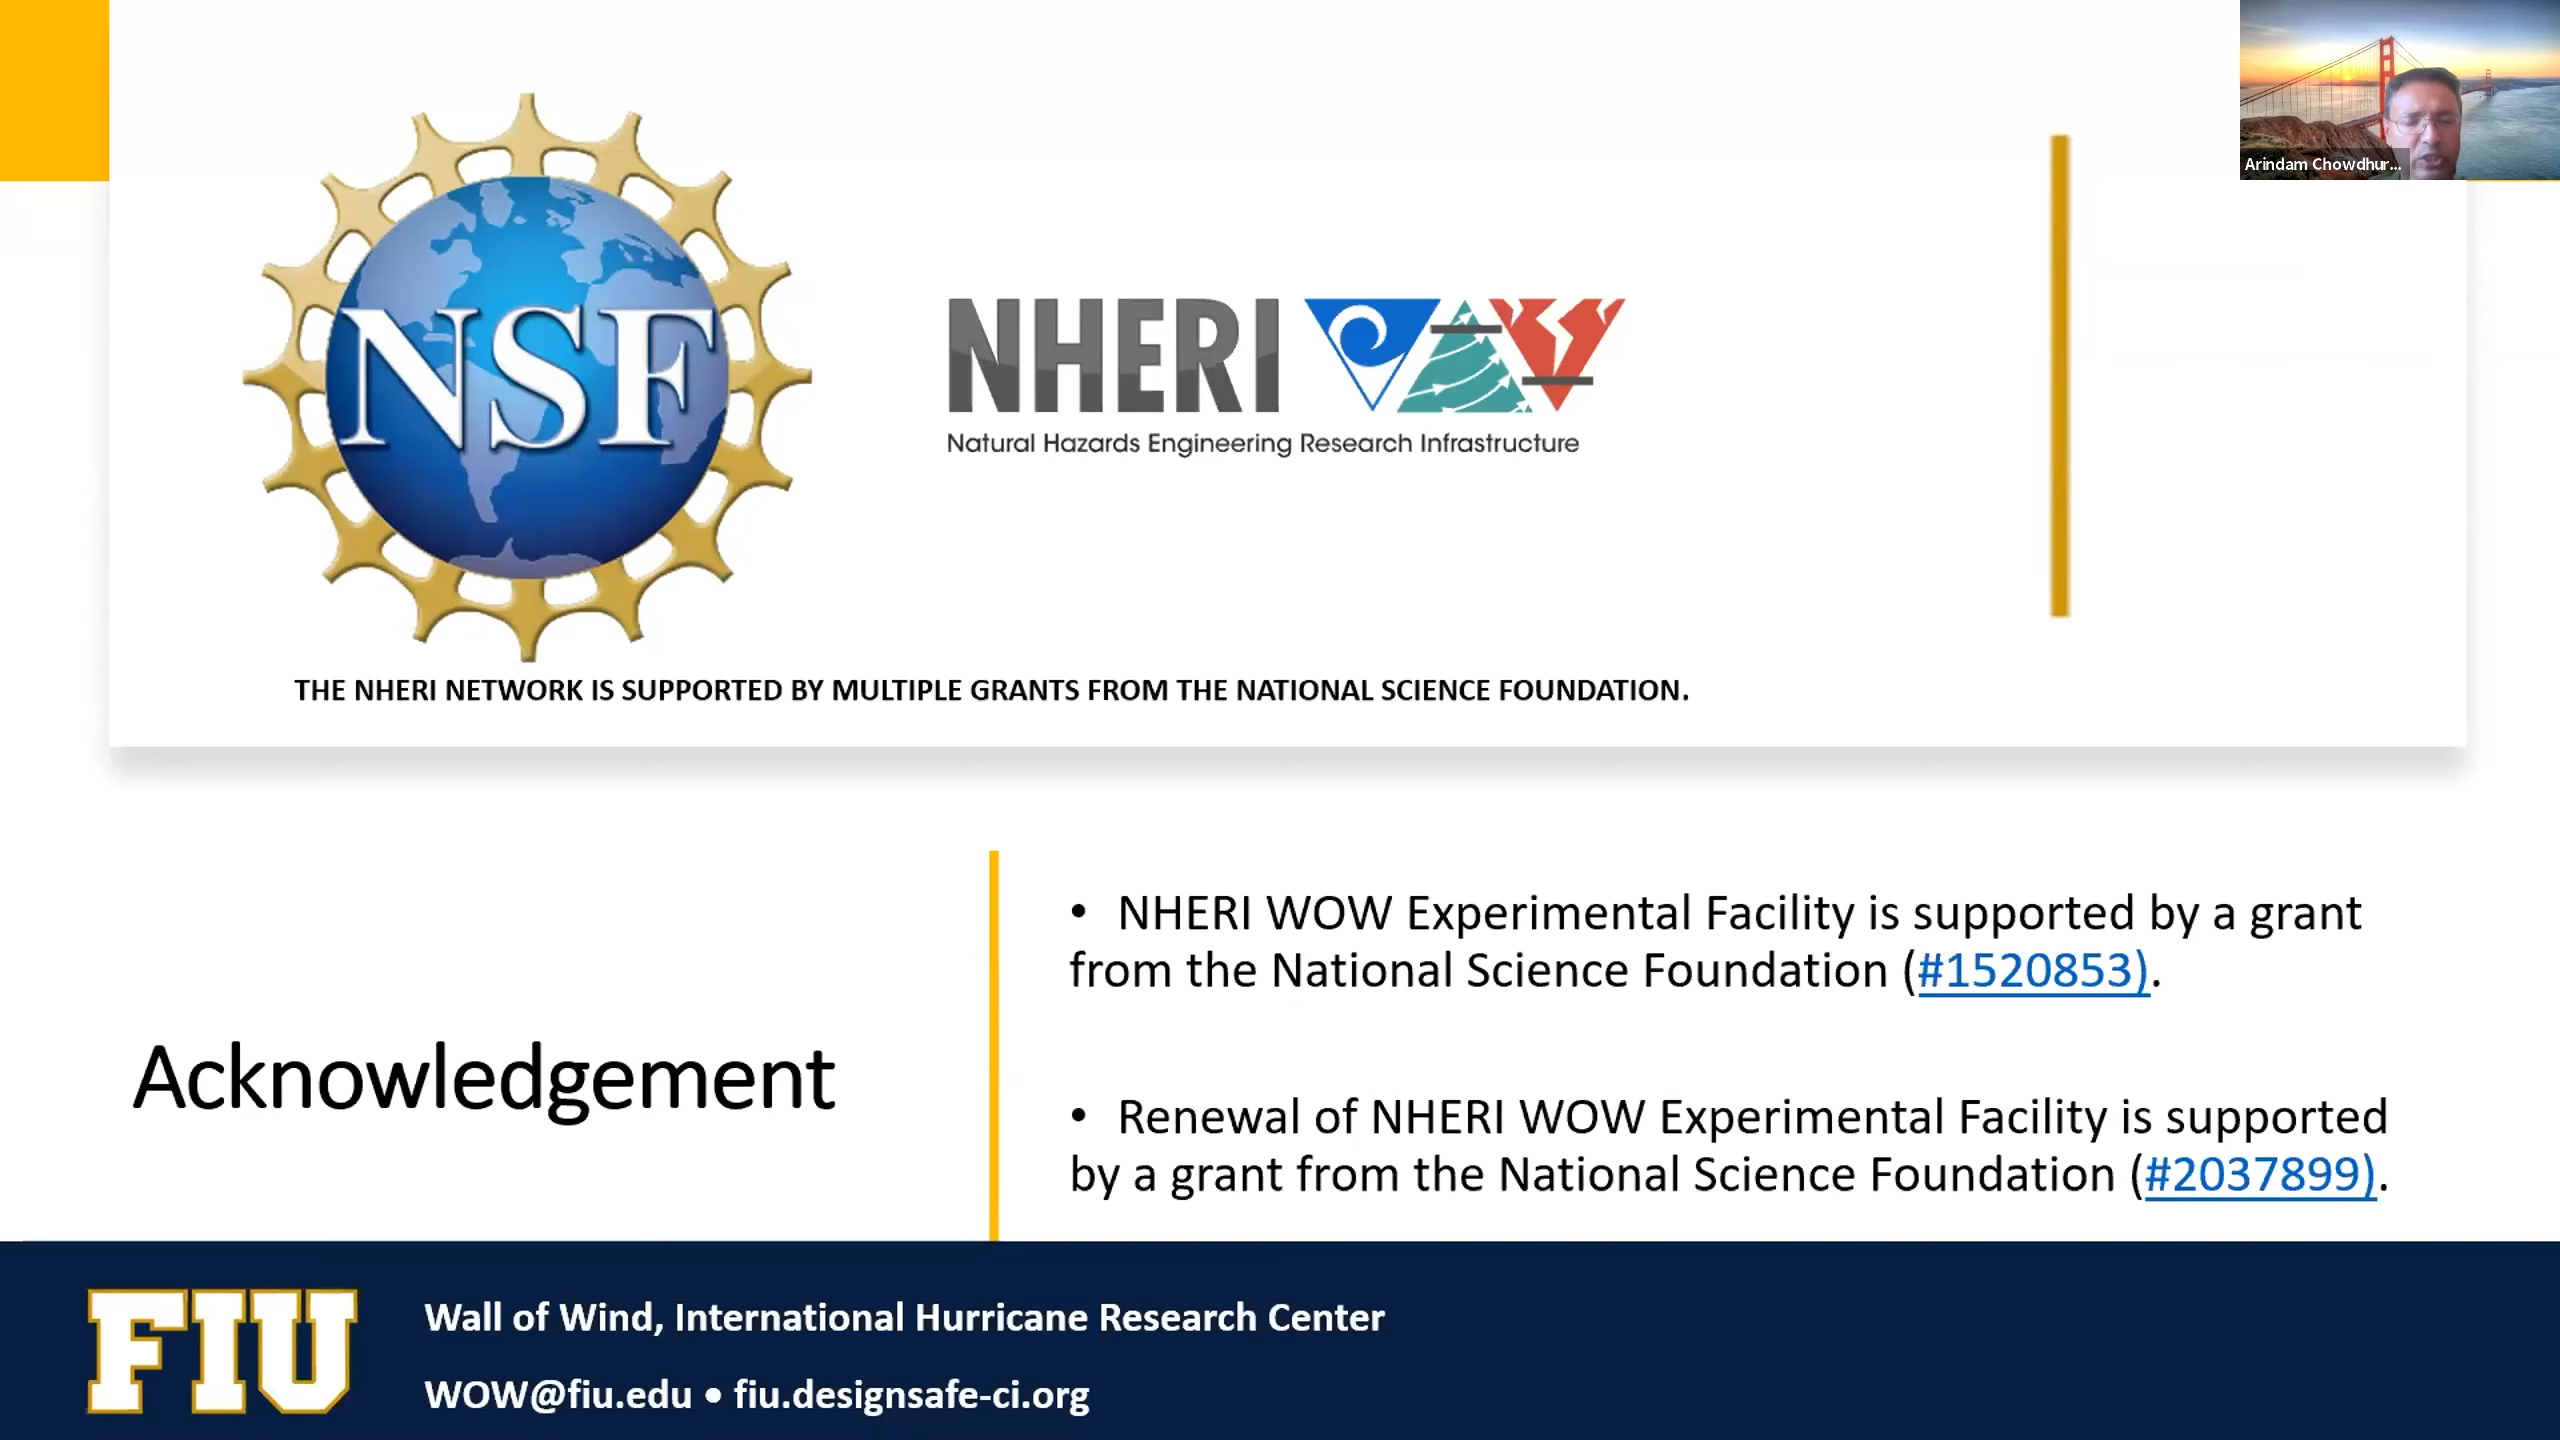 Arindam Chowdhur...
NSF
NHERI
Natural Hazards Engineering Research Infrastructure
THE NHERI NETWORK IS SUPPORTED BY MULTIPLE GRANTS FROM THE NATIONAL SCIENCE FOUNDATION.
Acknowledgement
• NHERI WOW Experimental Facility is supported by a grant
from the National Science Foundation (#1520853).
• Renewal of NHERI WOW Experimental Facility is supported
by a grant from the National Science Foundation (#2037899).
FIU
Wall of Wind, International Hurricane Research Center
WOW@fiu.edu • fiu.designsafe-ci.org